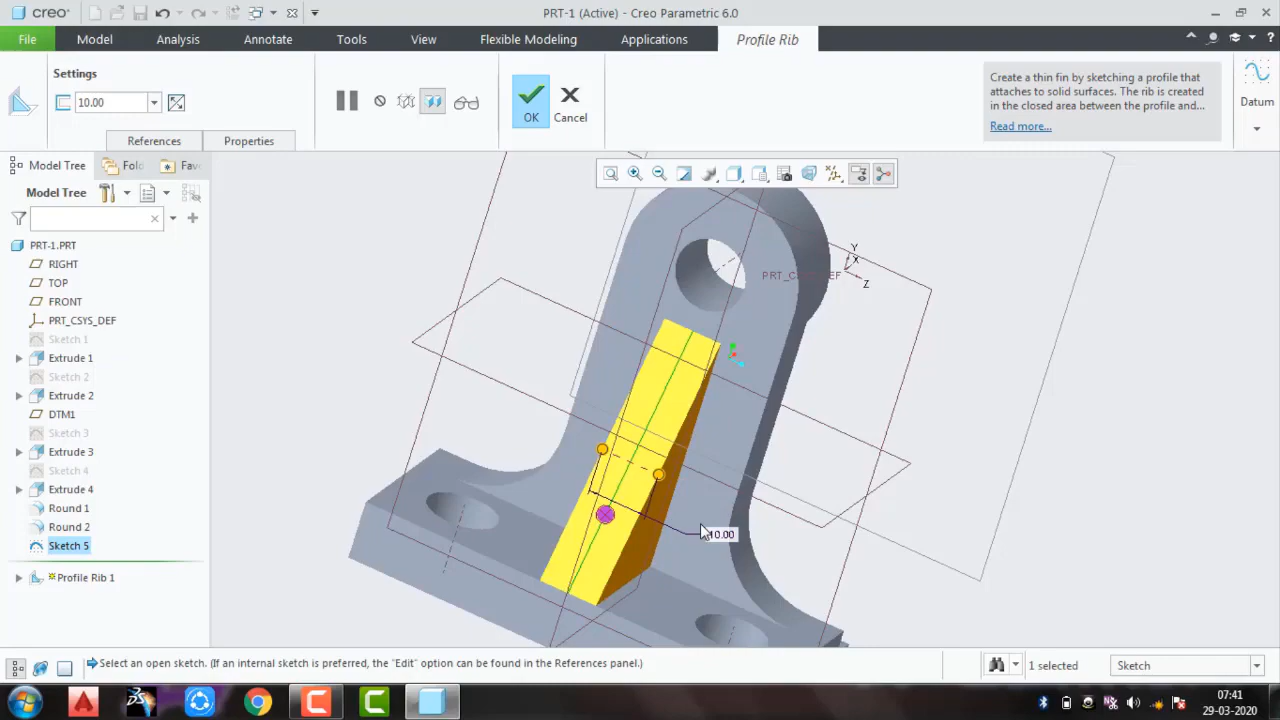 creo
PRT-1 (Active) - Creo Parametric 6.0
File
Model
Analysis
Annotate
Tools
View
Flexible Modeling
Applications
Profile Rib
Settings
10.00
OK
Cancel
References
Properties
Create a thin fin by sketching a profile that
attaches to solid surfaces. The rib is created
in the closed area between the profile and...
Read more...
Datum
Model Tree
Fold
Fav
Model Tree
PRT-1.PRT
RIGHT
TOP
FRONT
PRT_CSYS_DEF
Sketch 1
Extrude 1
Sketch 2
Extrude 2
DTM1
Sketch 3
Extrude 3
Sketch 4
Extrude 4
Round 1
Round 2
Sketch 5
Profile Rib 1
Y
X
Z
10.00
Select an open sketch. (If an internal sketch is preferred, the "Edit" option can be found in the References panel.)
1 selected
Sketch
07:41
29-03-2020